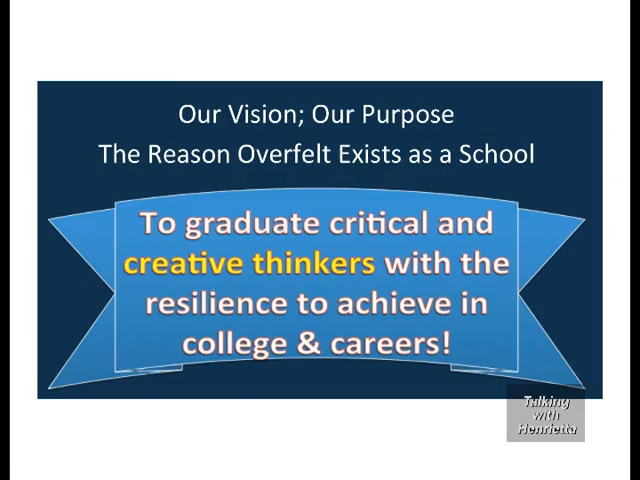 Our Vision; Our Purpose
The Reason Overfelt Exists as a School
To graduate critical and
creative thinkers with the
resilience to achieve in
college & careers!
Talking
with
Henrietta